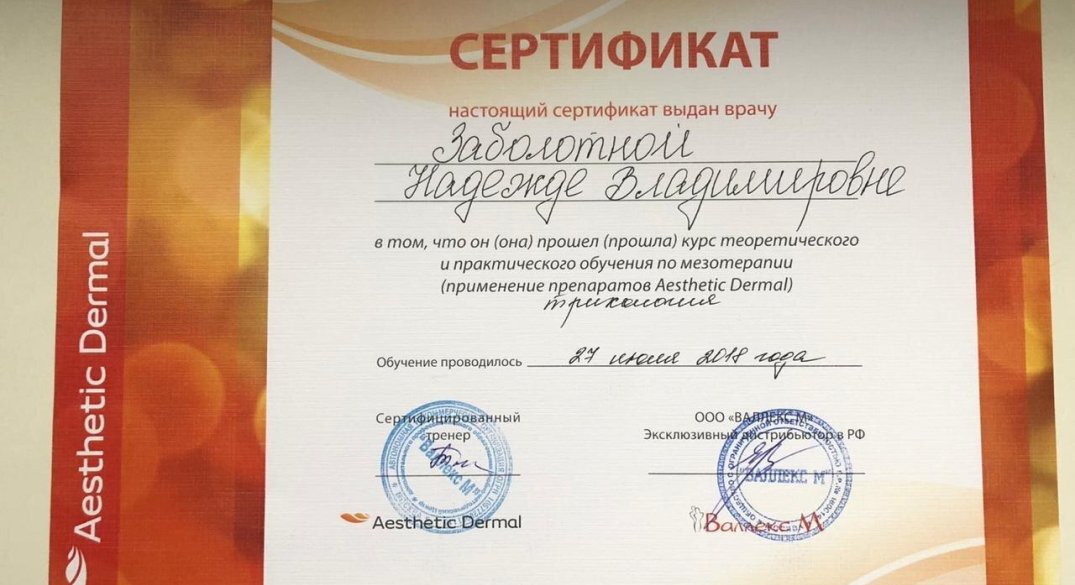 Aesthetic Dermal
СЕРТИФИКАТ
настоящий сертификат выдан врачу
Заболотной
Надежде Владимировне
в том, что он (она) прошел (прошла) курс теоретического
и практического обучения по мезотерапии
(применение препаратов Aesthetic Dermal)
трихология
Обучение проводилось 27 июля 2018 года
Сертифицированный
тренер
Валлекс М"
Aesthetic Dermal
ООО «ВАЛЛЕКС М»
Эксклюзивный дистрибьютор в РФ
"ВАЛЛЕКС М"
Валлекс М